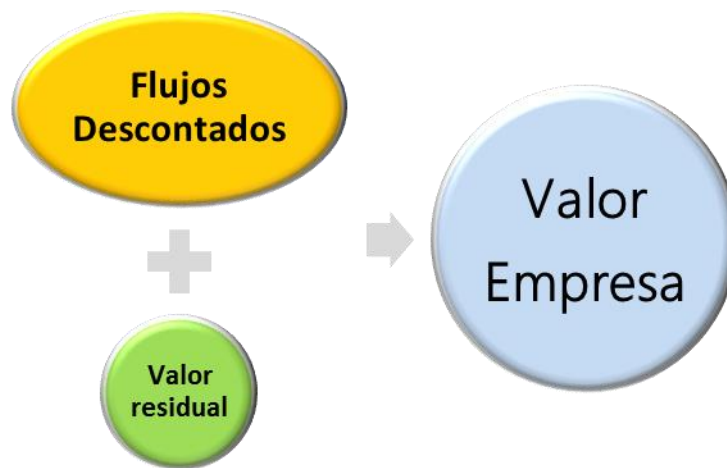 Flujos
Descontados
Valor
residual
Valor
Empresa